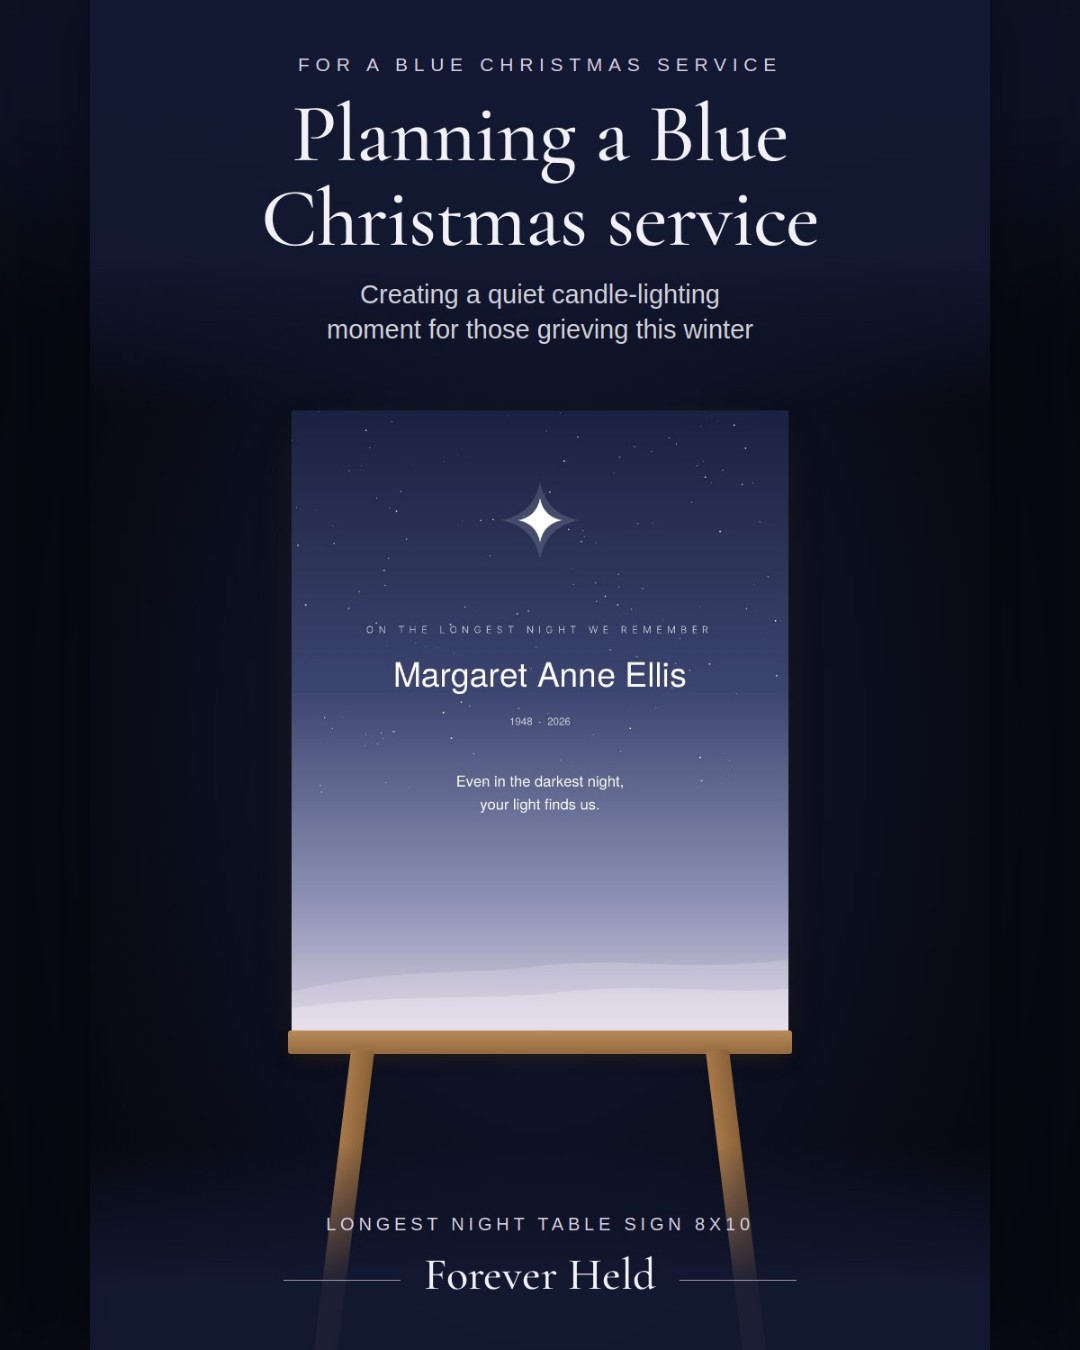 FOR A BLUE CHRISTMAS SERVICE
Planning a Blue
Christmas service
Creating a quiet candle-lighting
moment for those grieving this winter
ON THE LONGEST NIGHT WE REMEMBER
Margaret Anne Ellis
1948 - 2026
Even in the darkest night,
your light finds us.
LONGEST NIGHT TABLE SIGN 8X10
Forever Held